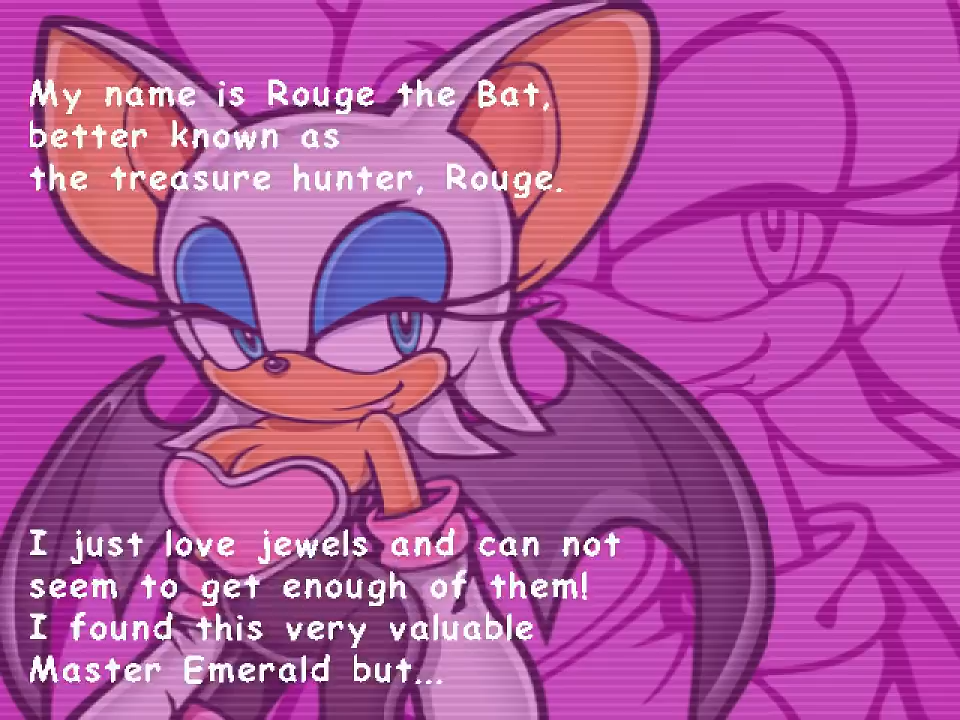 My name is Rouge the Bat,
better known as
the treasure hunter, Rouge.
I just love jewels and can not
seem to get enough of them!
I found this very valuable
Master Emerald but...